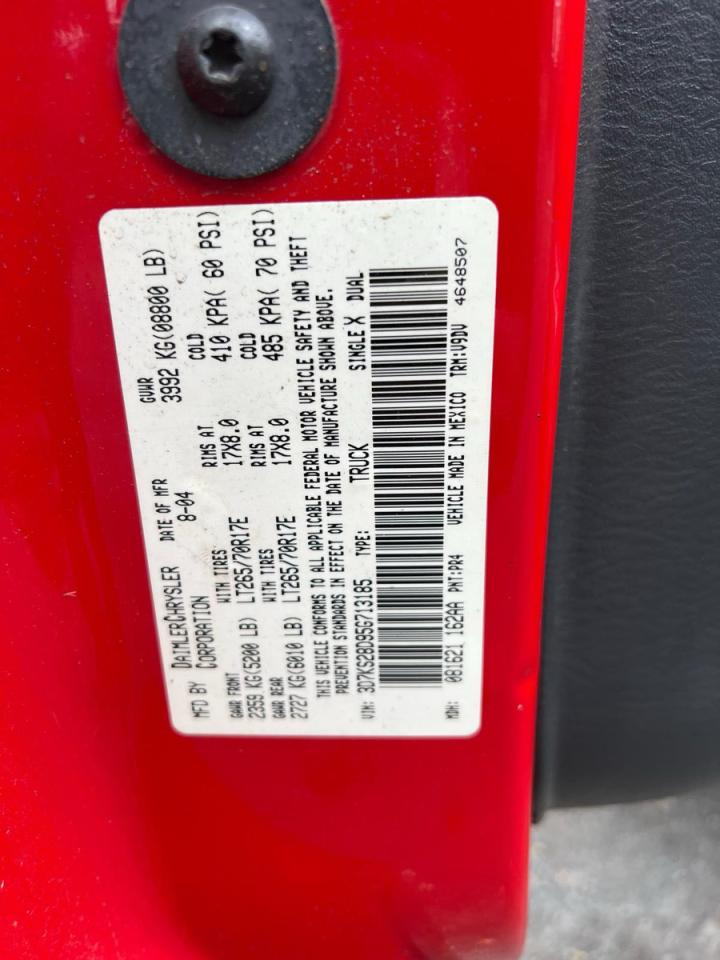 MFD BY DAIMLERCHRYSLER CORPORATION DATE OF MFR 8-04 GVWR 3992 KG(08800 LB)
GAWR FRONT WITH TIRES RIMS AT COLD
2359 KG(5200 LB) LT265/70R17E 17X8.0 410 KPA( 60 PSI)
GAWR REAR WITH TIRES RIMS AT COLD
2727 KG(6010 LB) LT265/70R17E 17X8.0 485 KPA( 70 PSI)
THIS VEHICLE CONFORMS TO ALL APPLICABLE FEDERAL MOTOR VEHICLE SAFETY AND THEFT
PREVENTION STANDARDS IN EFFECT ON THE DATE OF MANUFACTURE SHOWN ABOVE.
VIN: 3D7KS28D95G713185 TYPE: TRUCK SINGLE X DUAL
MDH: 081621 162AA PNT:PR4 VEHICLE MADE IN MEXICO TRM:V9DV 4648507